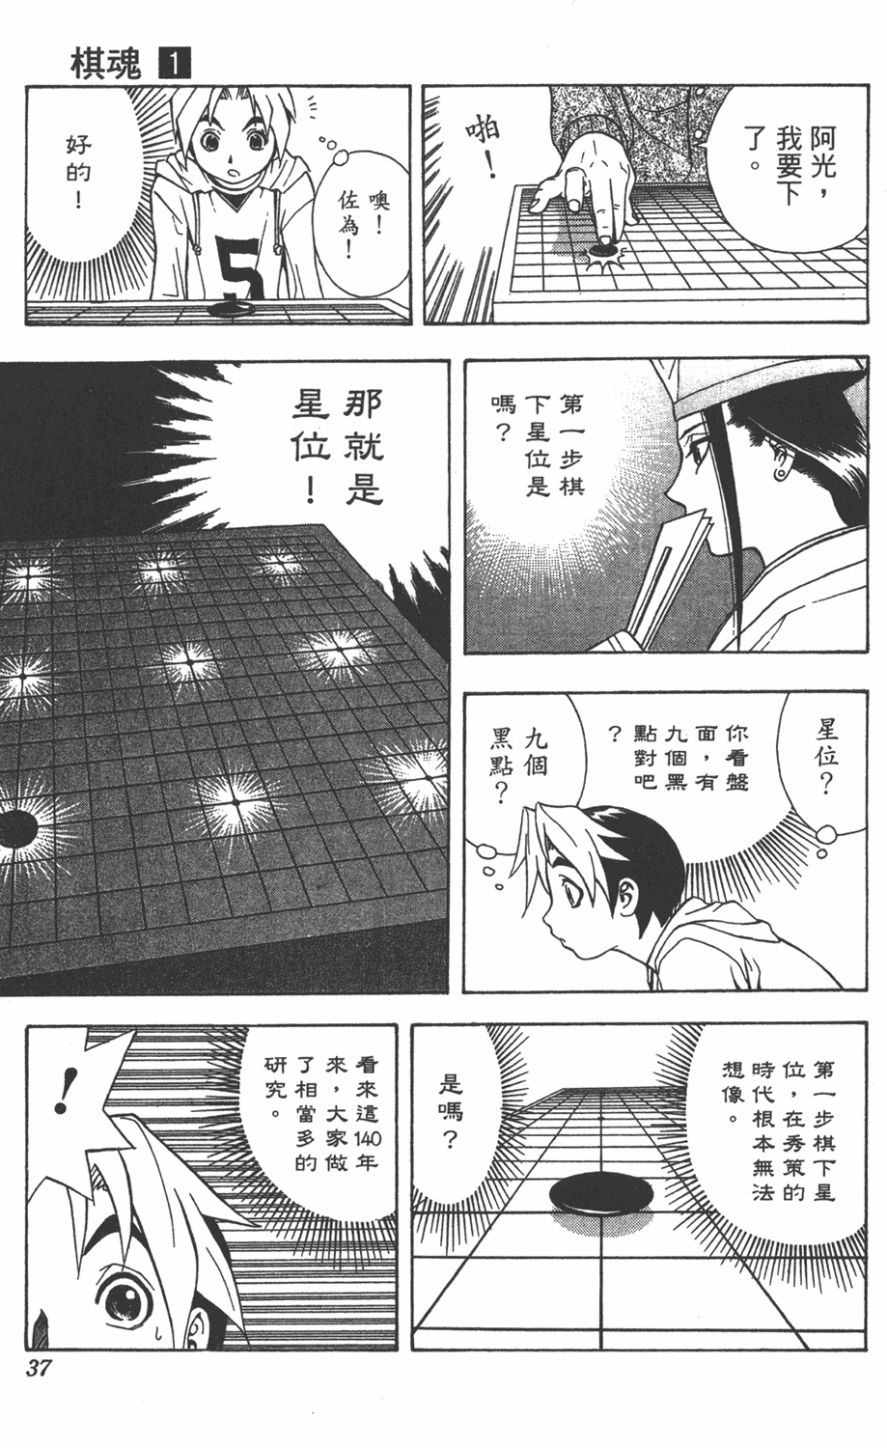 棋魂 1
阿光，
我要下
了。
啪！
噢！
佐為！
好的！
第一步棋
下星位是
嗎？
那就是
星位！
星位？
你看盤
面，有
九個黑
點對吧
？
九個
黑點？
第一步棋下星
位，在秀策的
時代根本無法
想像。
是嗎？
看來這140年
來，大家做
了相當多的
研究。
！
37